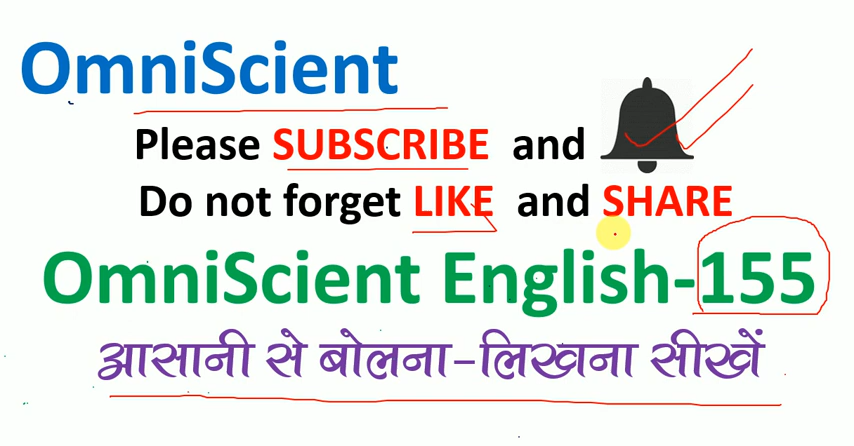 OmniScient
Please SUBSCRIBE and
Do not forget LIKE and SHARE
OmniScient English-155
आसानी से बोलना-लिखना सीखें